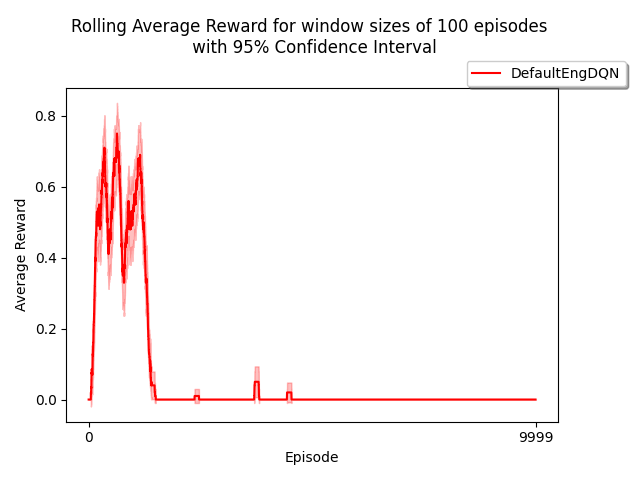 Rolling Average Reward for window sizes of 100 episodes
with 95% Confidence Interval
DefaultEngDQN
0.8
0.6
0.4
0.2
0.0
Average Reward
0
9999
Episode